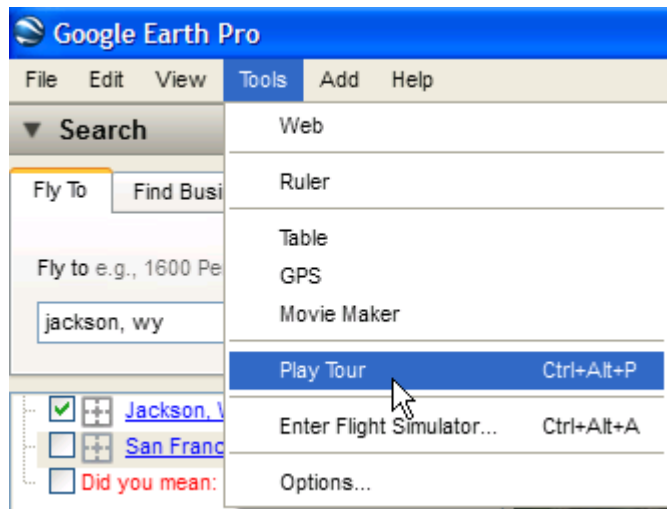 Google Earth Pro
File Edit View Tools Add Help
Search
Web
Fly To Find Busi
Ruler
Table
Fly to e.g., 1600 Pe
GPS
jackson, wy
Movie Maker
Play Tour Ctrl+Alt+P
Jackson,
Enter Flight Simulator... Ctrl+Alt+A
San Franc
Did you mean:
Options...